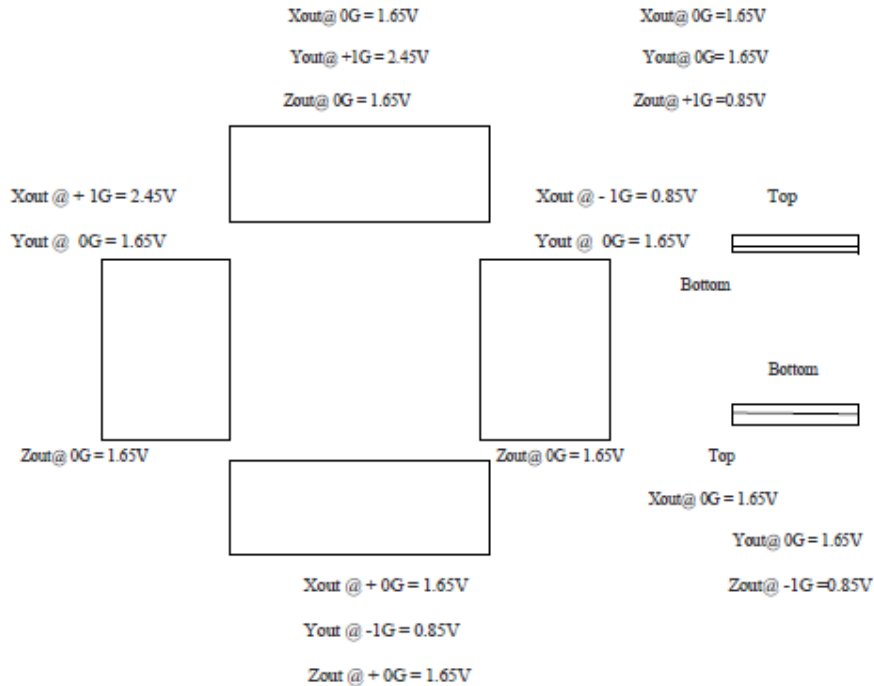 Xout@ 0G = 1.65V
Yout@ +1G = 2.45V
Zout@ 0G = 1.65V
Xout@ 0G =1.65V
Yout@ 0G= 1.65V
Zout@ +1G =0.85V
Xout @ + 1G = 2.45V
Yout @ 0G = 1.65V
Xout @ - 1G = 0.85V
Yout @ 0G = 1.65V
Top
Bottom
Bottom
Zout@ 0G = 1.65V
Zout@ 0G = 1.65V
Top
Xout@ 0G = 1.65V
Yout@ 0G = 1.65V
Zout@ -1G =0.85V
Xout @ + 0G = 1.65V
Yout @ -1G = 0.85V
Zout @ + 0G = 1.65V